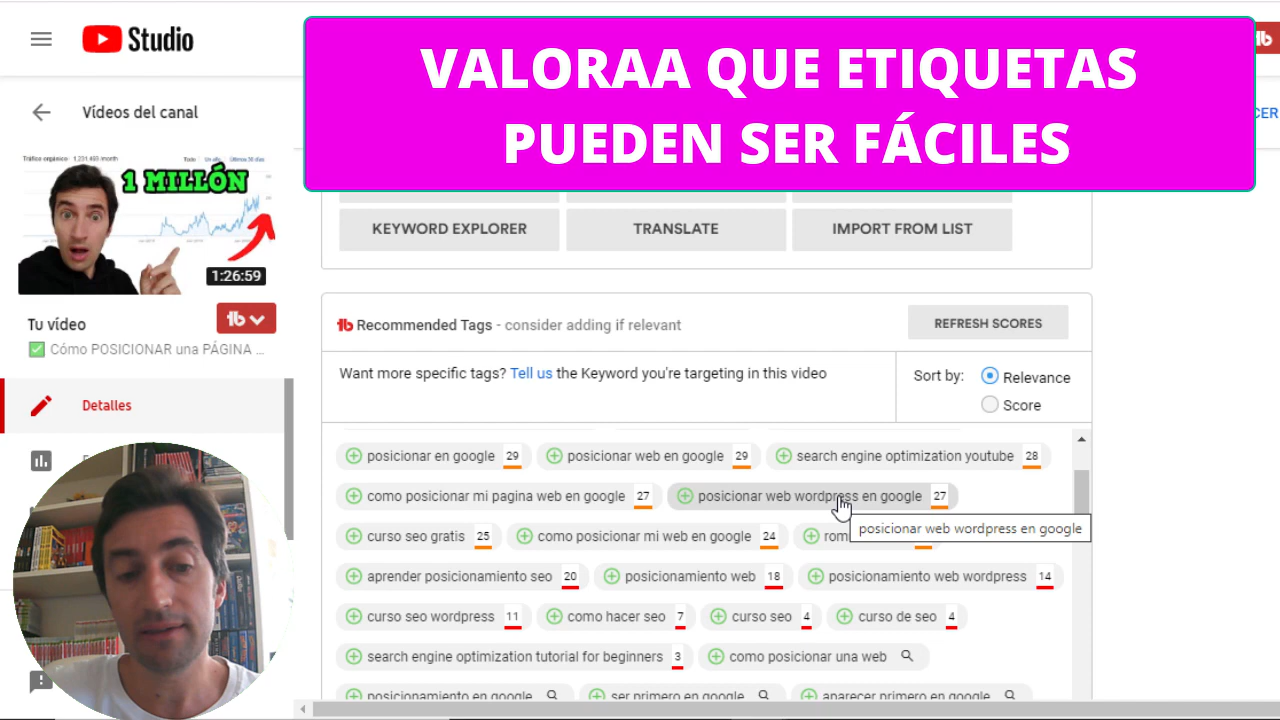 Studio
VALORAA QUE ETIQUETAS
PUEDEN SER FÁCILES
Vídeos del canal
Tráfico orgánico: 1.231.493 /month
1 MILLÓN
1:26:59
Tu vídeo
Cómo POSICIONAR una PÁGINA ...
Detalles
KEYWORD EXPLORER
TRANSLATE
IMPORT FROM LIST
Recommended Tags - consider adding if relevant
REFRESH SCORES
Want more specific tags? Tell us the Keyword you're targeting in this video
Sort by:
Relevance
Score
posicionar en google 29
posicionar web en google 29
search engine optimization youtube 28
como posicionar mi pagina web en google 27
posicionar web wordpress en google 27
posicionar web wordpress en google
curso seo gratis 25
como posicionar mi web en google 24
aprender posicionamiento seo 20
posicionamiento web 18
posicionamiento web wordpress 14
curso seo wordpress 11
como hacer seo 7
curso seo 4
curso de seo 4
search engine optimization tutorial for beginners 3
como posicionar una web
posicionamiento en google
ser primero en google
aparecer primero en google